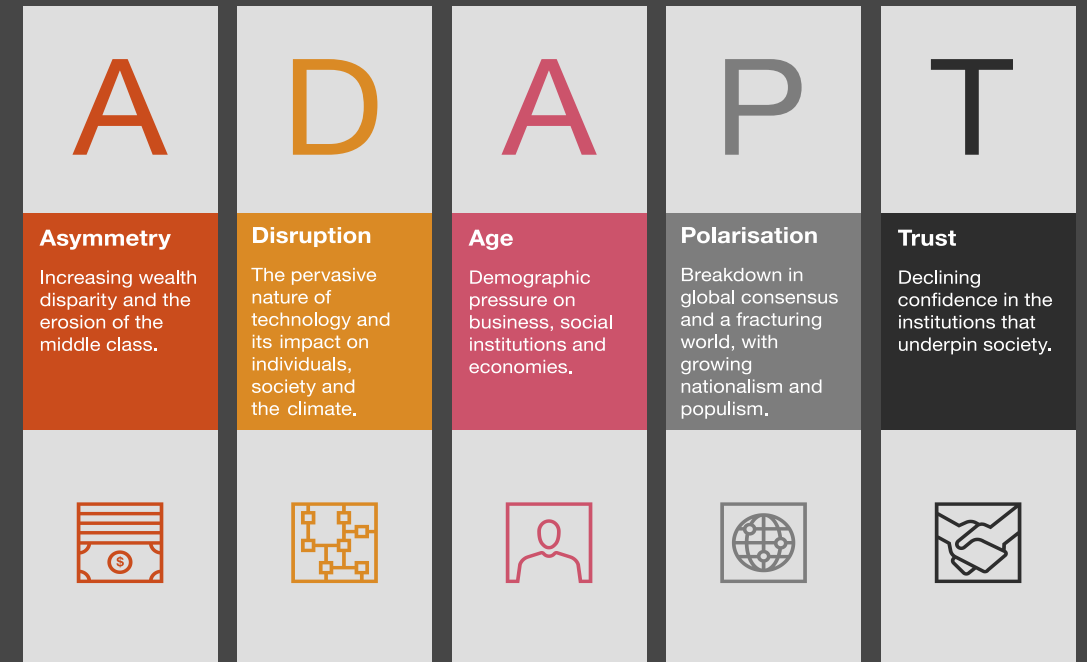 A
D
A
P
T
Asymmetry
Increasing wealth
disparity and the
erosion of the
middle class.
Disruption
The pervasive
nature of
technology and
its impact on
individuals,
society and
the climate.
Age
Demographic
pressure on
business, social
institutions and
economies.
Polarisation
Breakdown in
global consensus
and a fracturing
world, with
growing
nationalism and
populism.
Trust
Declining
confidence in the
institutions that
underpin society.
$